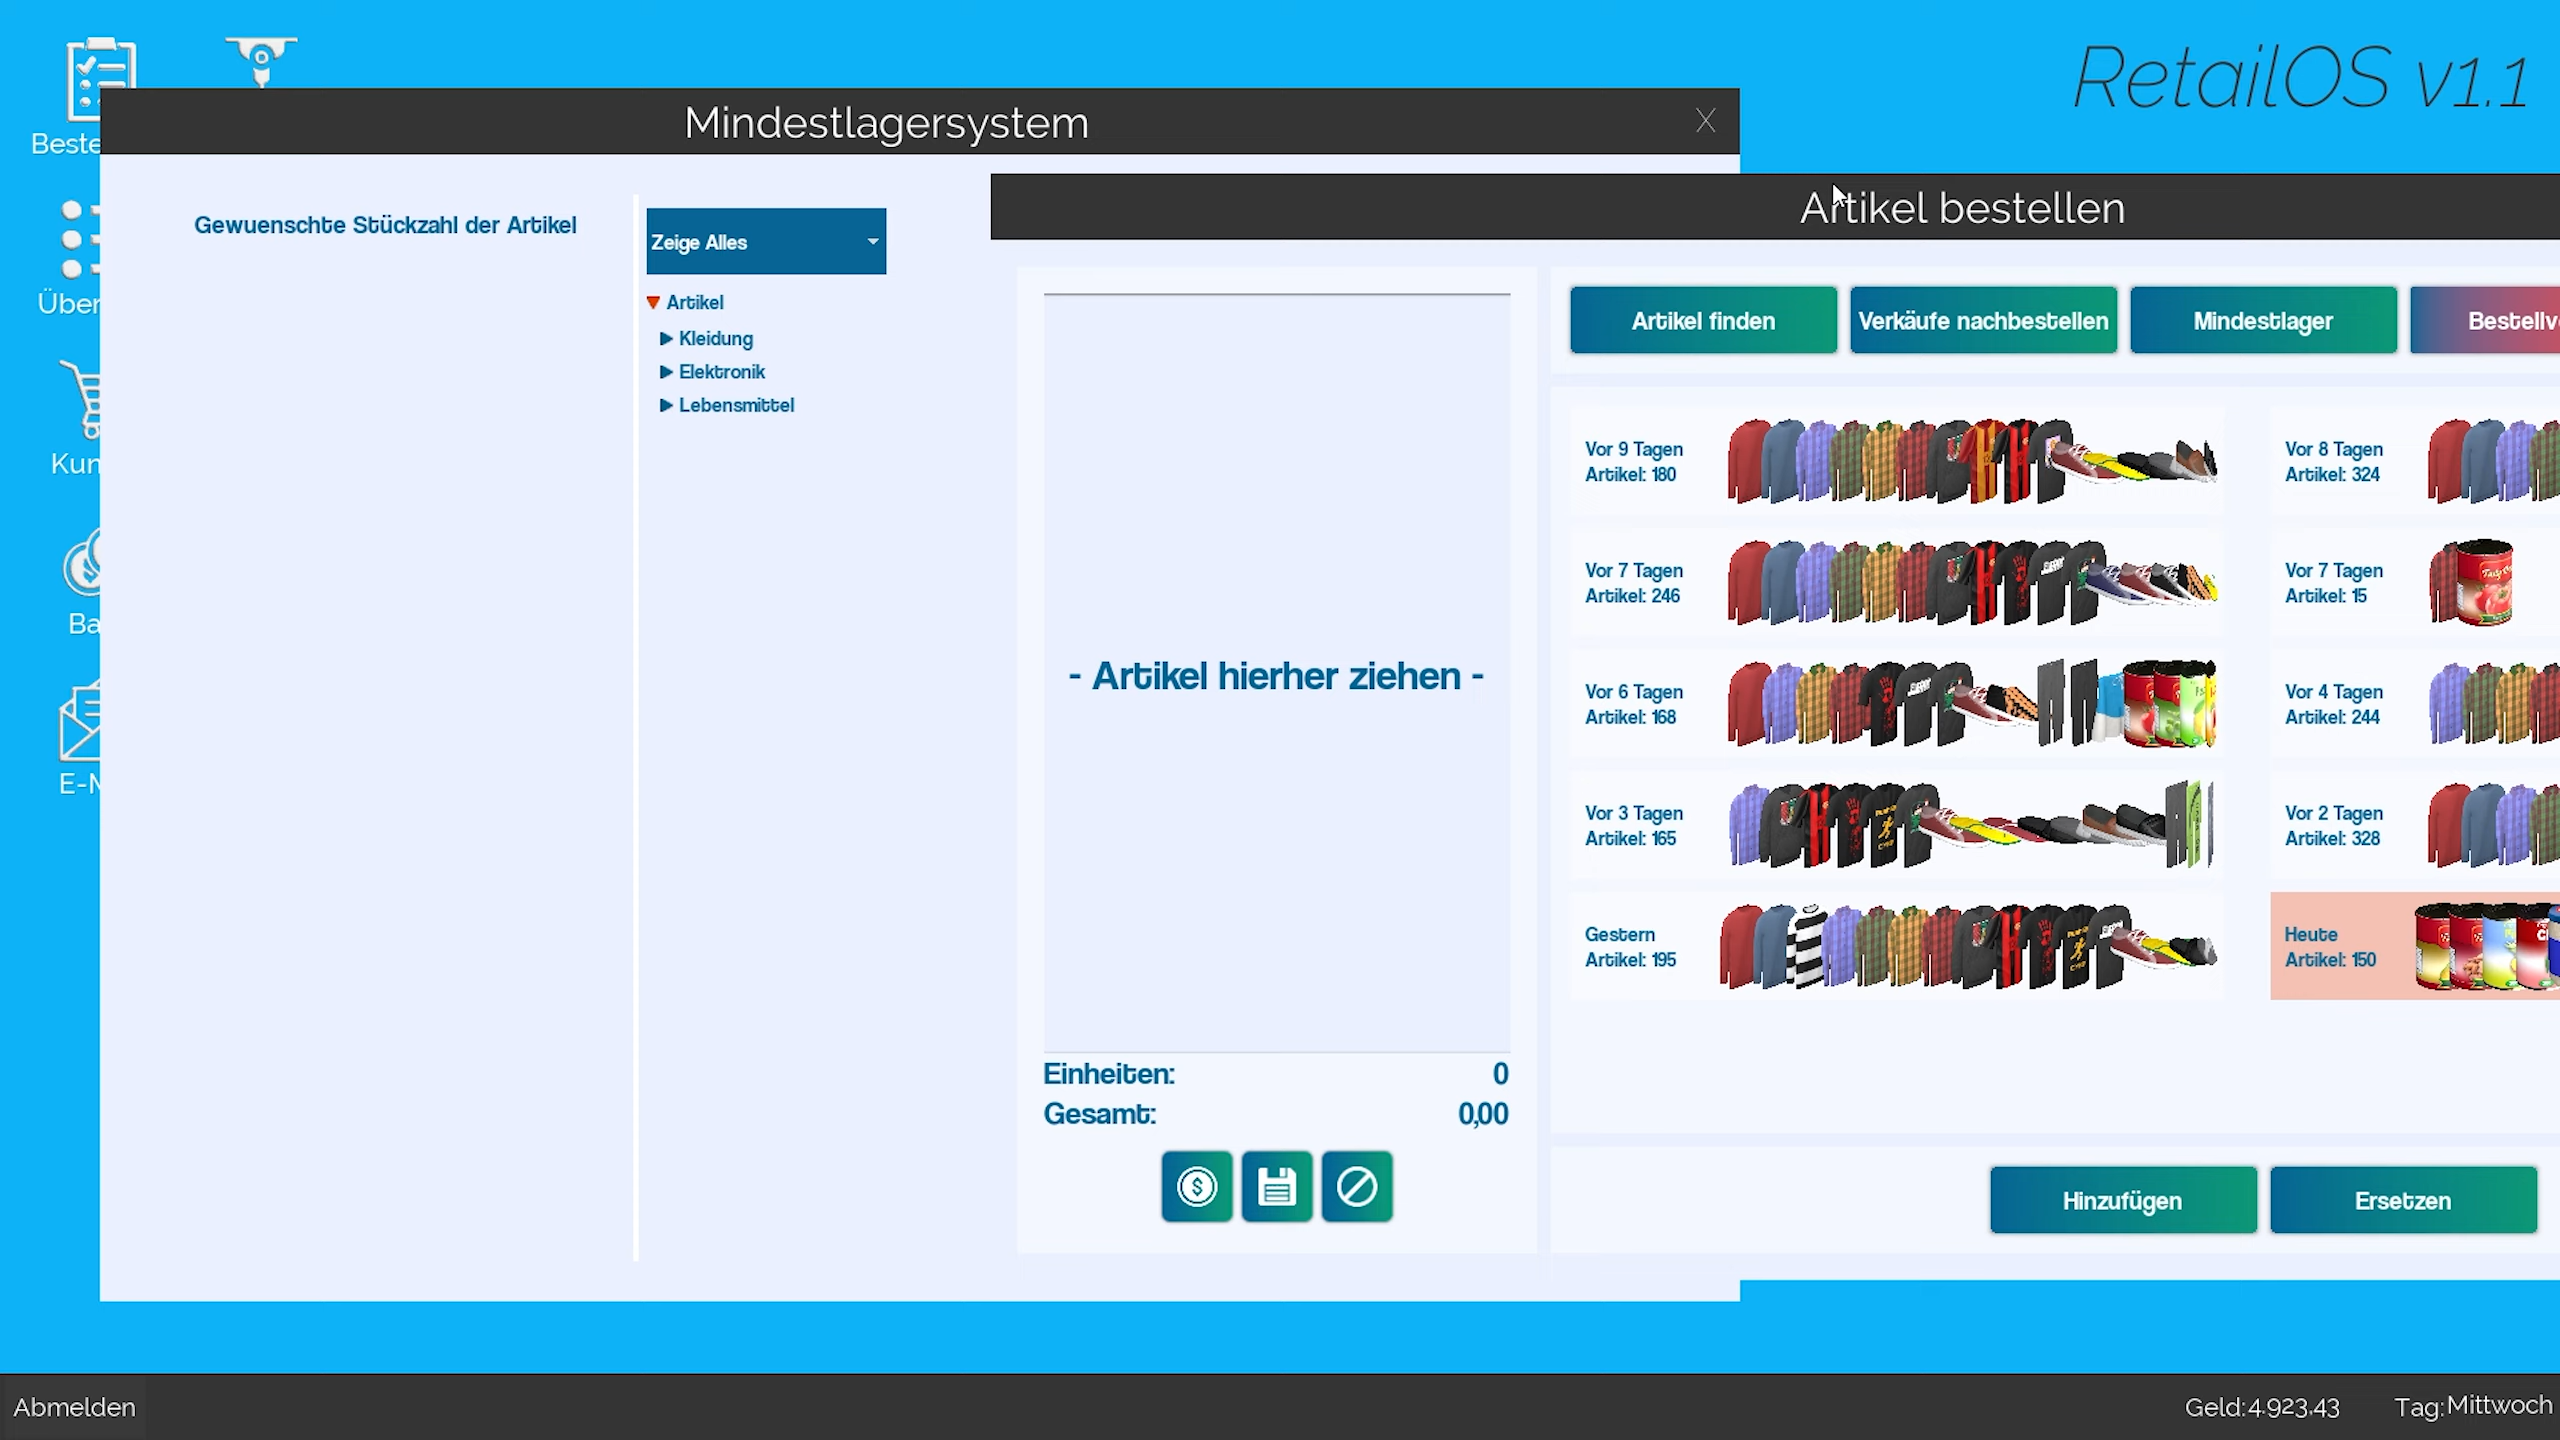 RetailOS v1.1
Mindestlagersystem
X
Artikel bestellen
Beste
Über
Kun
Ba
E-M
Gewuenschte Stückzahl der Artikel
Zeige Alles
Artikel
Kleidung
Elektronik
Lebensmittel
- Artikel hierher ziehen -
Einheiten: 0
Gesamt: 0,00
Artikel finden
Verkäufe nachbestellen
Mindestlager
Bestellv
Vor 9 Tagen
Artikel: 180
Vor 8 Tagen
Artikel: 324
Vor 7 Tagen
Artikel: 246
Vor 7 Tagen
Artikel: 15
Vor 6 Tagen
Artikel: 168
Vor 4 Tagen
Artikel: 244
Vor 3 Tagen
Artikel: 165
Vor 2 Tagen
Artikel: 328
Gestern
Artikel: 195
Heute
Artikel: 150
Hinzufügen
Ersetzen
Abmelden
Geld: 4.923,43
Tag: Mittwoch